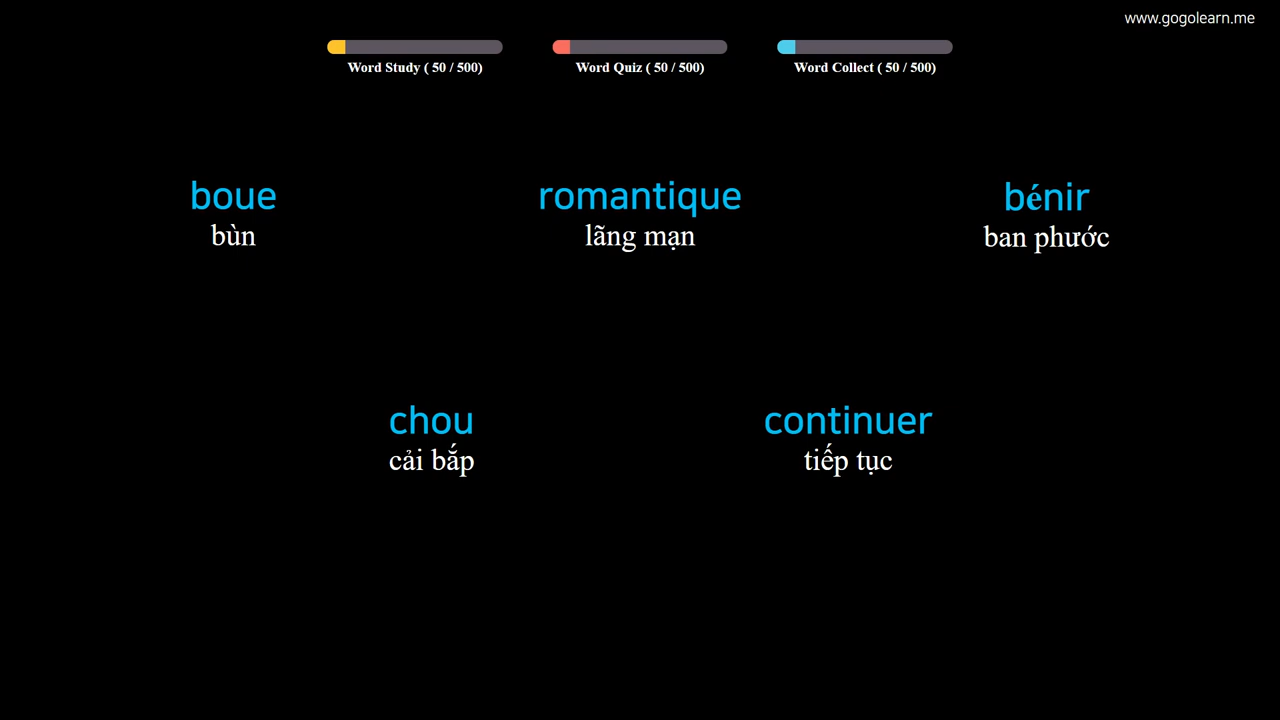 www.gogolearn.me
Word Study ( 50 / 500)
Word Quiz ( 50 / 500)
Word Collect ( 50 / 500)
boue
bùn
romantique
lãng mạn
bénir
ban phước
chou
cải bắp
continuer
tiếp tục